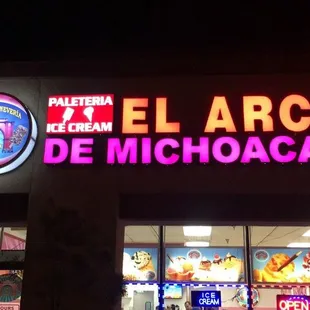 PALETERIA
ICE CREAM
EL ARC
DE MICHOACA
ICE
CREAM
OPEN